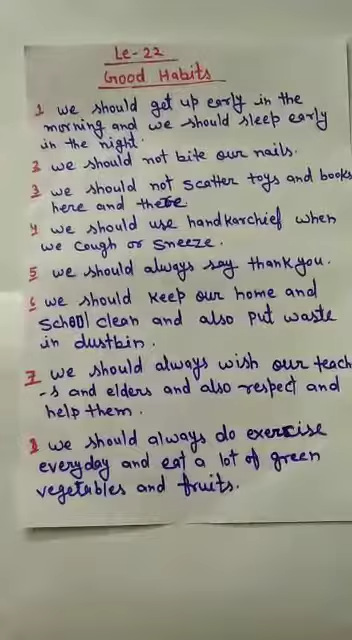 Le-22
Good Habits
1 we should get up early in the
morning and we should sleep early
in the night.
2 we should not bite our nails.
3 we should not scatter toys and books
here and there
4 we should use handkarchief when
we cough or sneeze.
5 we should always say thank you.
6 we should keep our home and
school clean and also put waste
in dustbin.
7 we should always wish our teach
-s and elders and also respect and
help them.
8 we should always do exercise
everyday and eat a lot of green
vegetables and fruits.